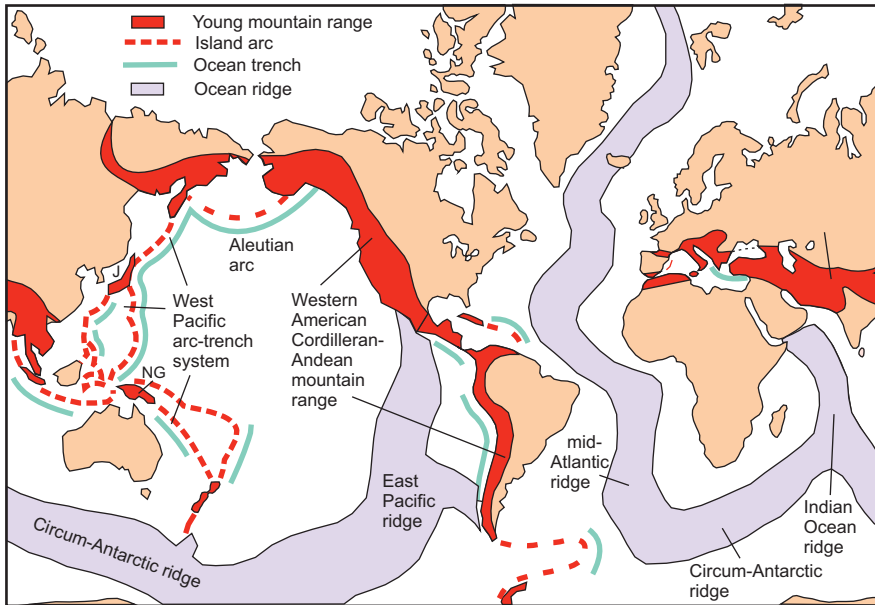 Young mountain range
Island arc
Ocean trench
Ocean ridge
Aleutian
arc
J
West
Pacific
arc-trench
system
NG
Western
American
Cordilleran-
Andean
mountain
range
mid-
Atlantic
ridge
East
Pacific
ridge
Indian
Ocean
ridge
Circum-Antarctic ridge
Circum-Antarctic
ridge